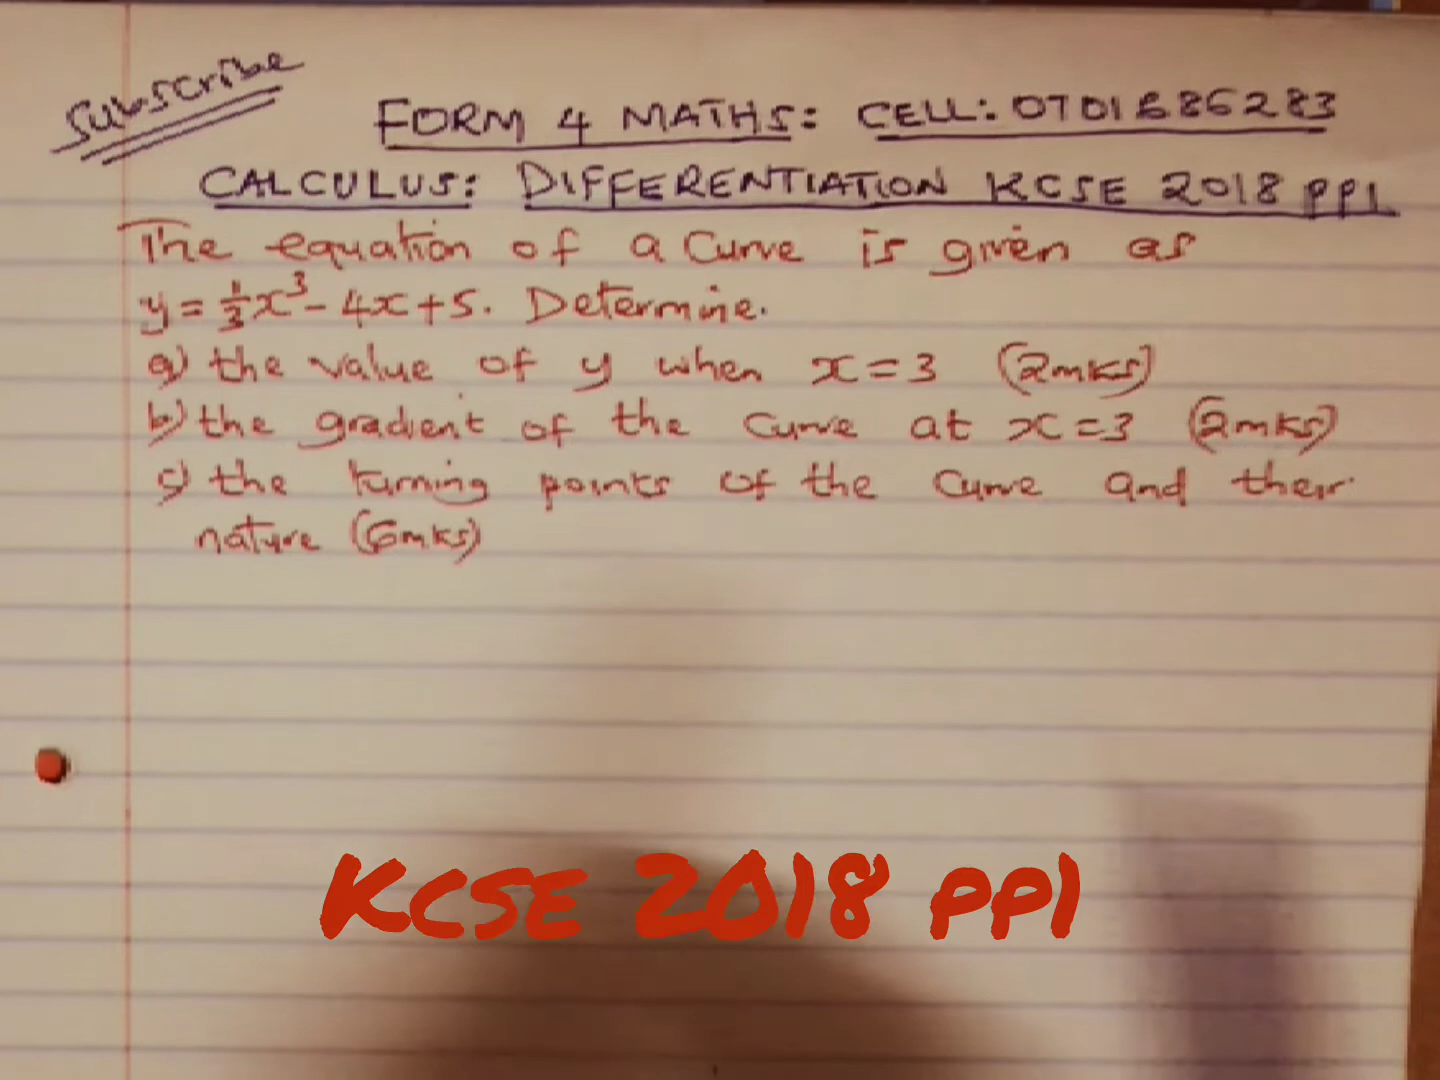 Subscribe
FORM 4 MATHS: CELL: 0701686283
CALCULUS: DIFFERENTIATION KCSE 2018 PP1
The equation of a Curve is given as
y = 1/3x³ - 4x + 5. Determine.
a) the value of y when x = 3 (2mks)
b) the gradient of the curve at x = 3 (2mks)
c) the turning points of the curve and their
nature (6mks)
KCSE 2018 PP1